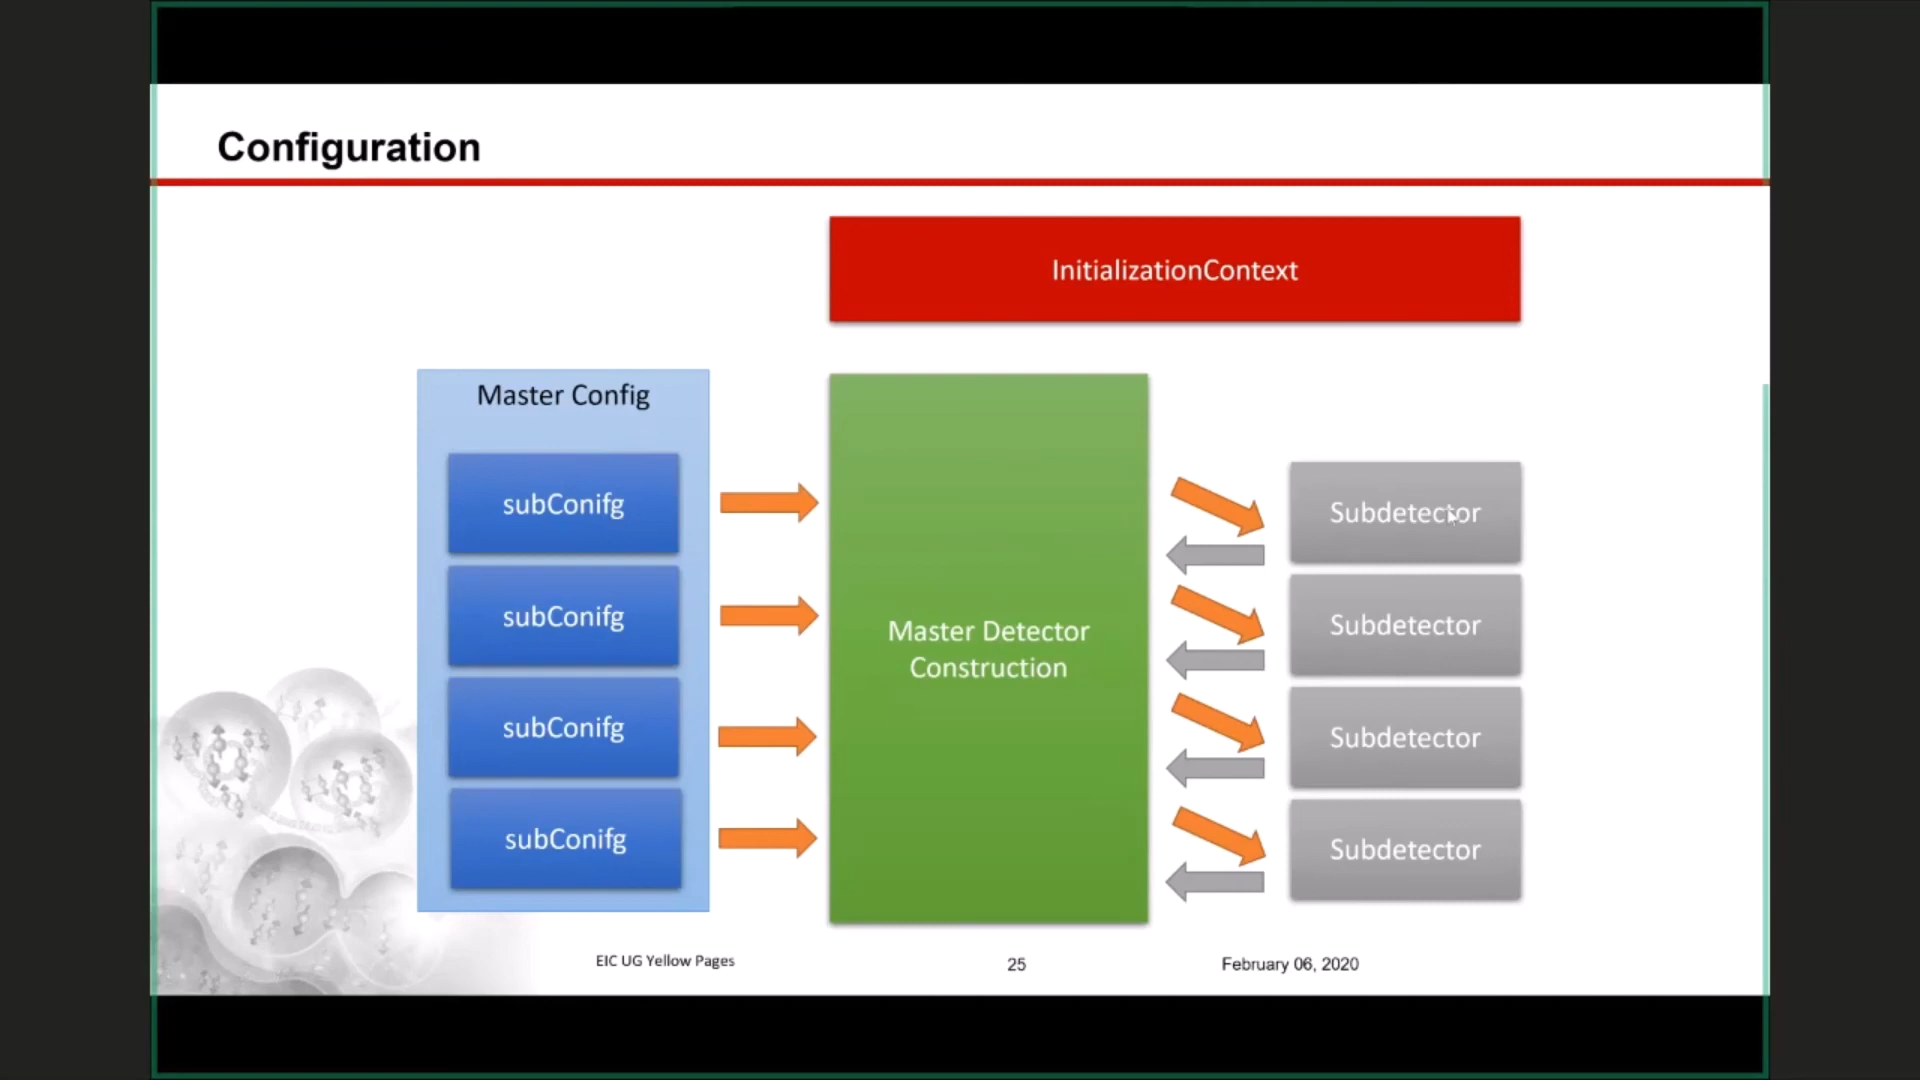 Configuration
InitializationContext
Master Config
subConifg
subConifg
subConifg
subConifg
Master Detector
Construction
Subdetector
Subdetector
Subdetector
Subdetector
EIC UG Yellow Pages
25
February 06, 2020